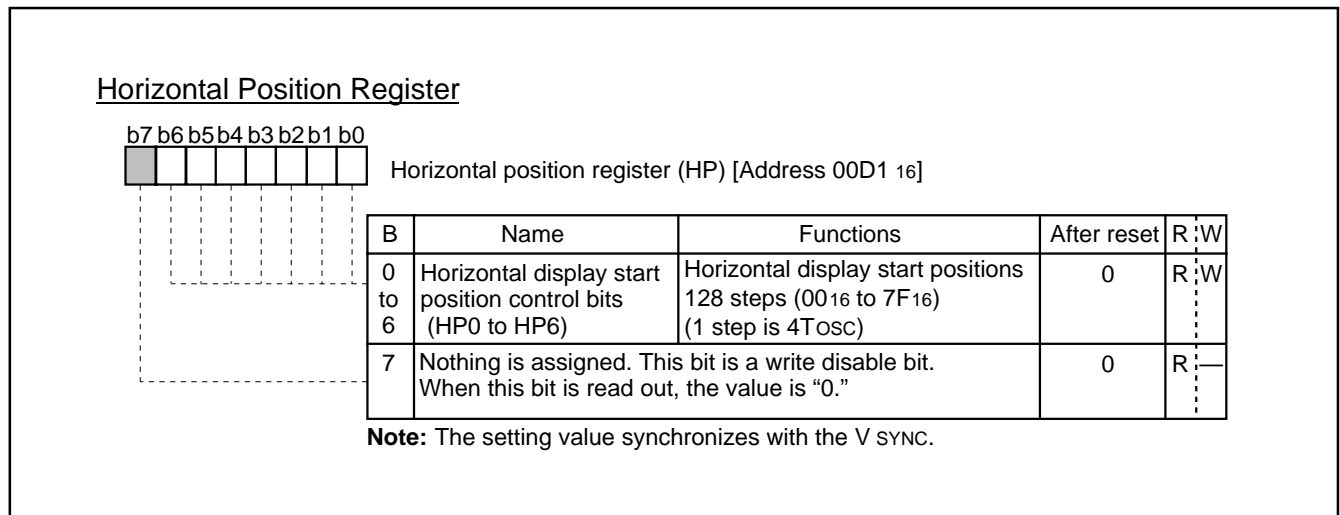 Horizontal Position Register
b7 b6 b5 b4 b3 b2 b1 b0
Horizontal position register (HP) [Address 00D1 16]
B Name Functions After reset R W
0 Horizontal display start Horizontal display start positions 0 R W
to position control bits 128 steps (0016 to 7F16)
6 (HP0 to HP6) (1 step is 4TOSC)
7 Nothing is assigned. This bit is a write disable bit. 0 R —
When this bit is read out, the value is “0.”
Note: The setting value synchronizes with the V SYNC.